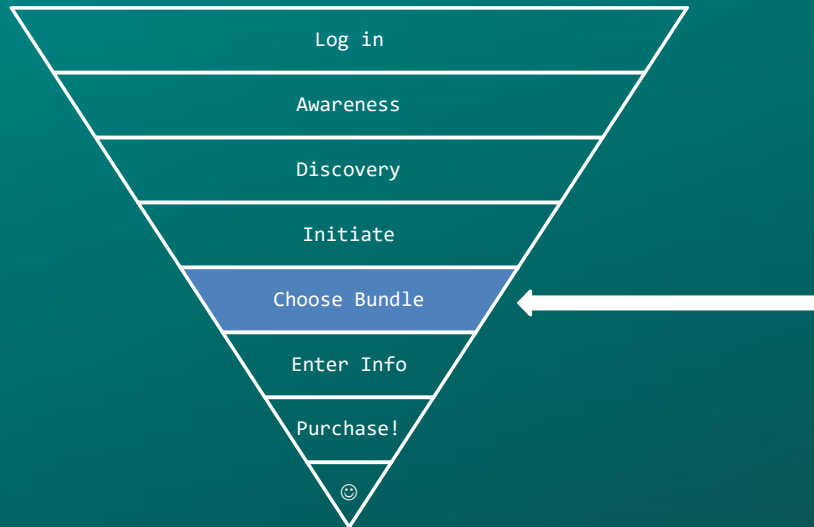 Log in
Awareness
Discovery
Initiate
Choose Bundle
Enter Info
Purchase!
☺